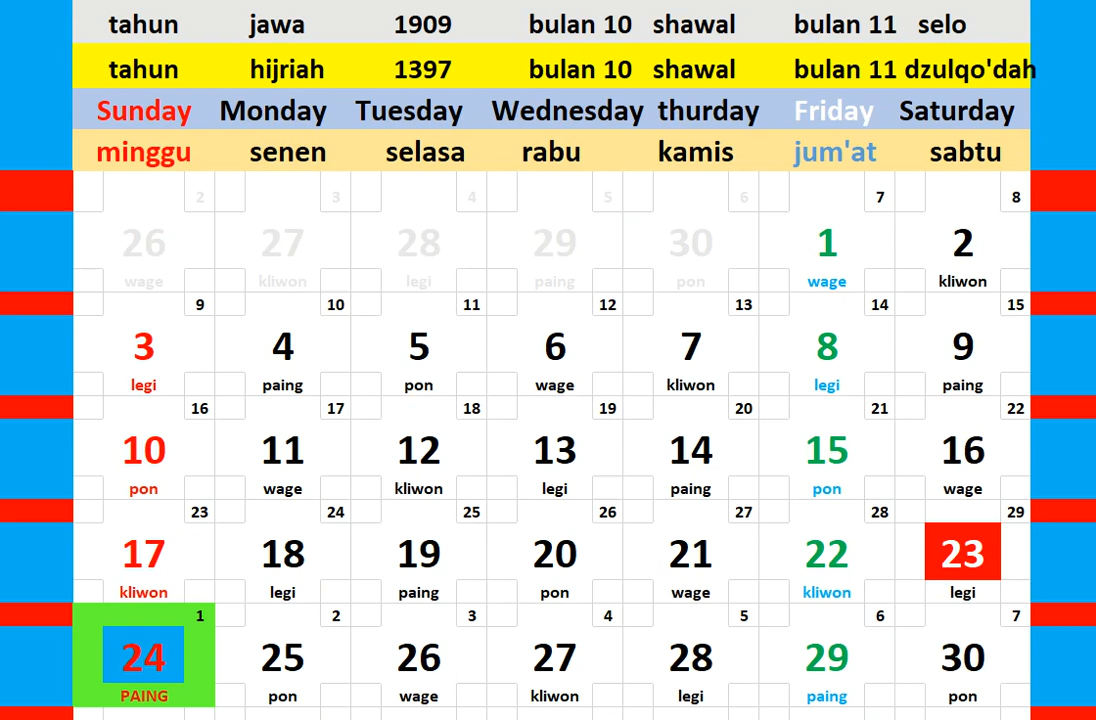 tahun jawa 1909 bulan 10 shawal bulan 11 selo
tahun hijriah 1397 bulan 10 shawal bulan 11 dzulqo'dah
Sunday Monday Tuesday Wednesday thurday Friday Saturday
minggu senen selasa rabu kamis jum'at sabtu
2 3 4 5 6 7 8
26 27 28 29 30 1 2
wage kliwon legi paing pon wage kliwon
9 10 11 12 13 14 15
3 4 5 6 7 8 9
legi paing pon wage kliwon legi paing
16 17 18 19 20 21 22
10 11 12 13 14 15 16
pon wage kliwon legi paing pon wage
23 24 25 26 27 28 29
17 18 19 20 21 22 23
kliwon legi paing pon wage kliwon legi
1 2 3 4 5 6 7
24 25 26 27 28 29 30
PAING pon wage kliwon legi paing pon